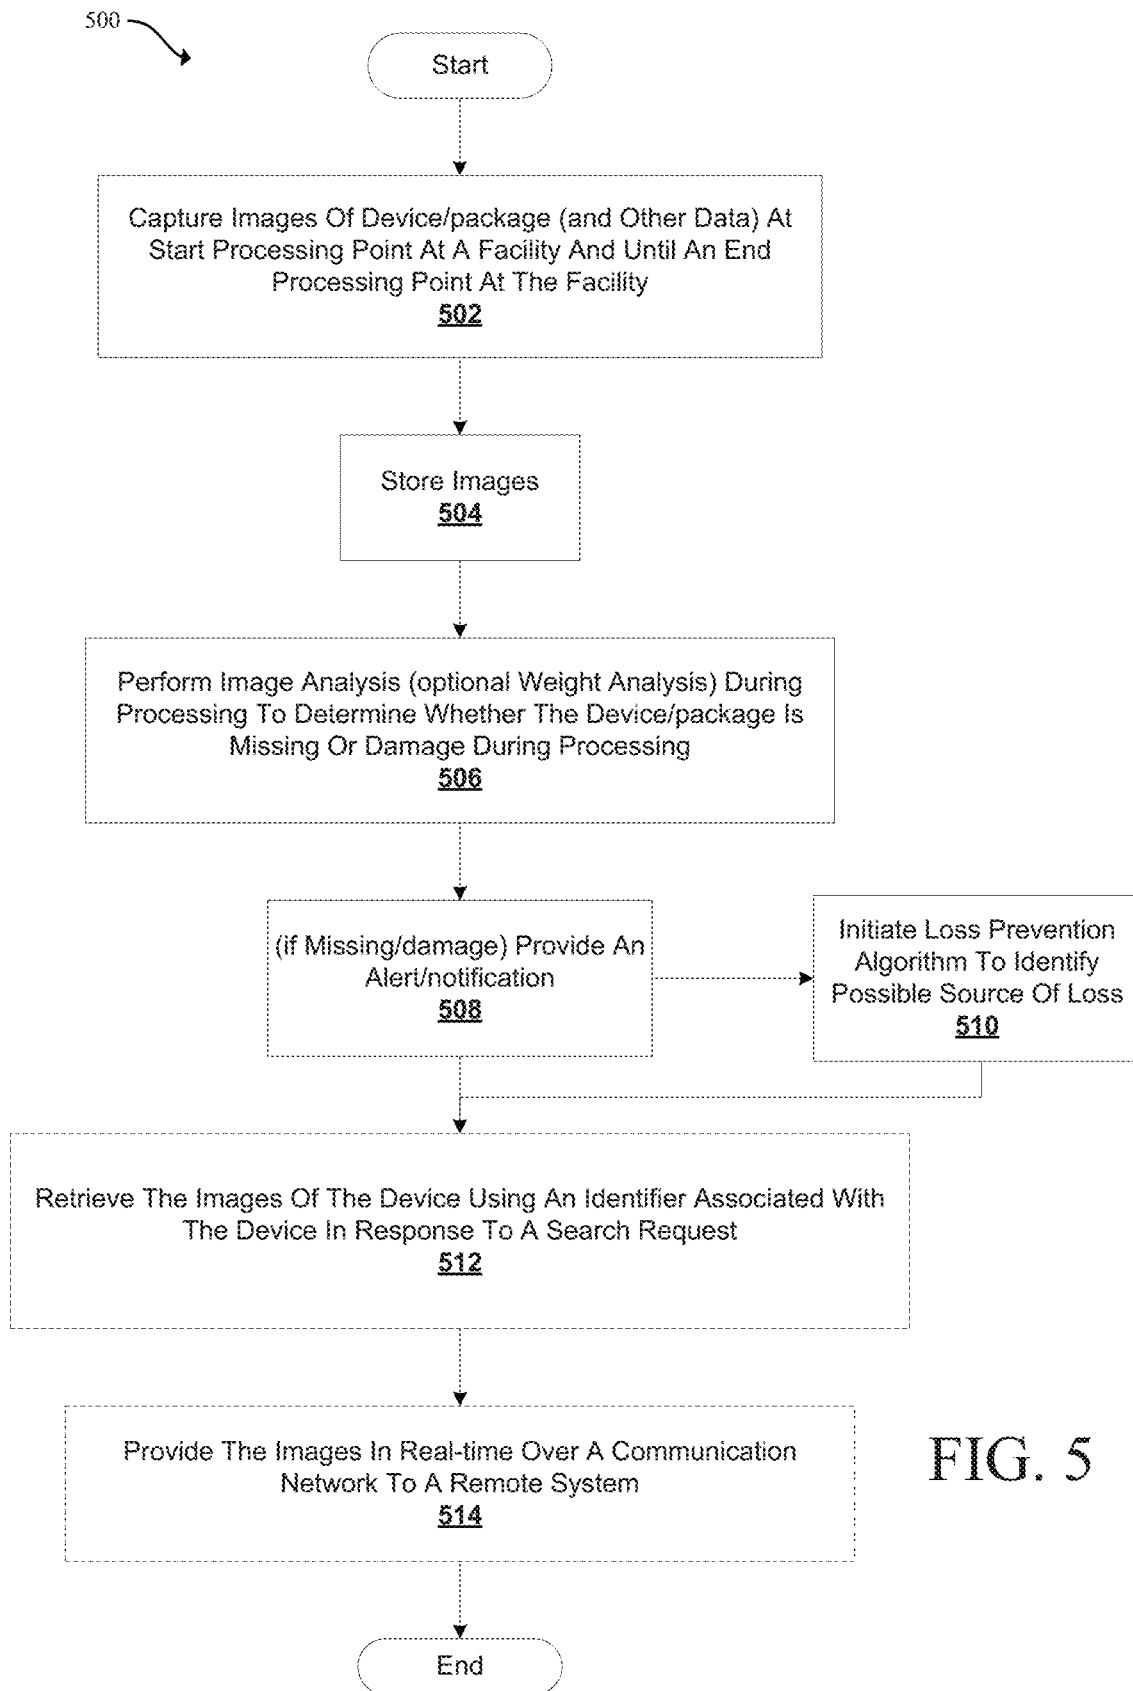 500
Start
Capture Images Of Device/package (and Other Data) At
Start Processing Point At A Facility And Until An End
Processing Point At The Facility
502
Store Images
504
Perform Image Analysis (optional Weight Analysis) During
Processing To Determine Whether The Device/package Is
Missing Or Damage During Processing
506
(if Missing/damage) Provide An
Alert/notification
508
Initiate Loss Prevention
Algorithm To Identify
Possible Source Of Loss
510
Retrieve The Images Of The Device Using An Identifier Associated With
The Device In Response To A Search Request
512
Provide The Images In Real-time Over A Communication
Network To A Remote System
514
FIG. 5
End